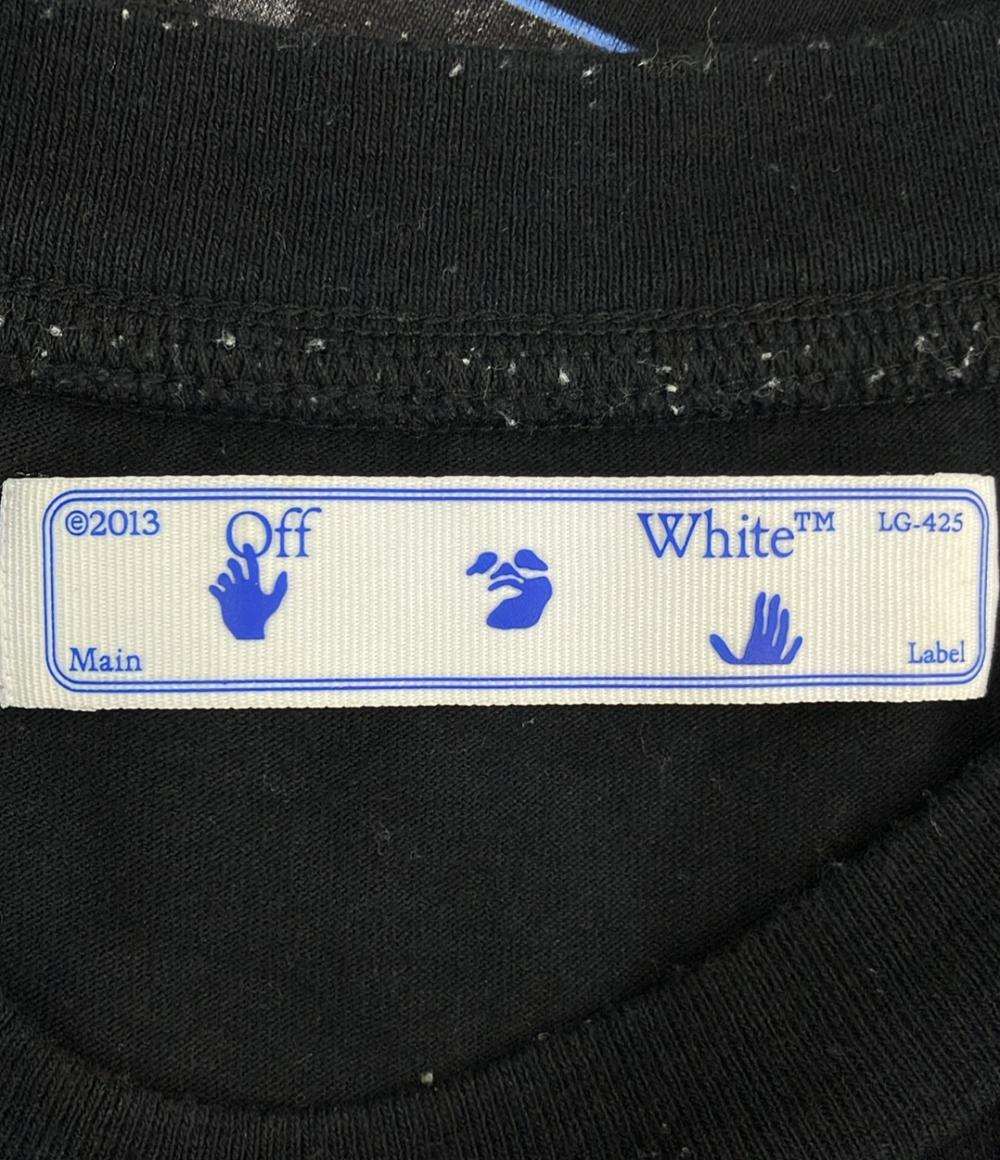 ℗2013 Off White™ LG-425
Main Label